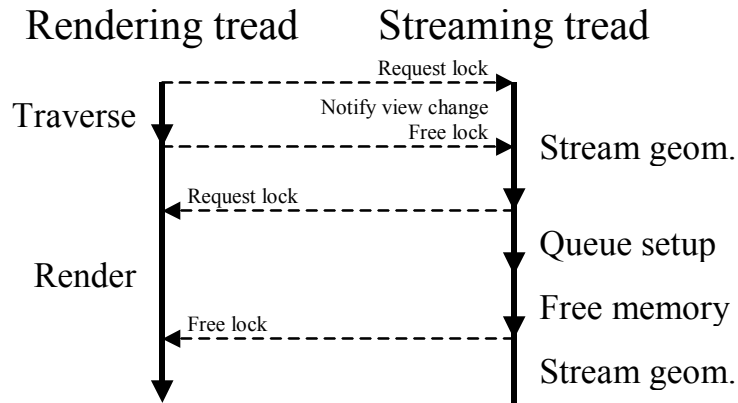 Rendering tread Streaming tread
Request lock
Traverse
Notify view change
Free lock
Stream geom.
Request lock
Queue setup
Render
Free memory
Free lock
Stream geom.